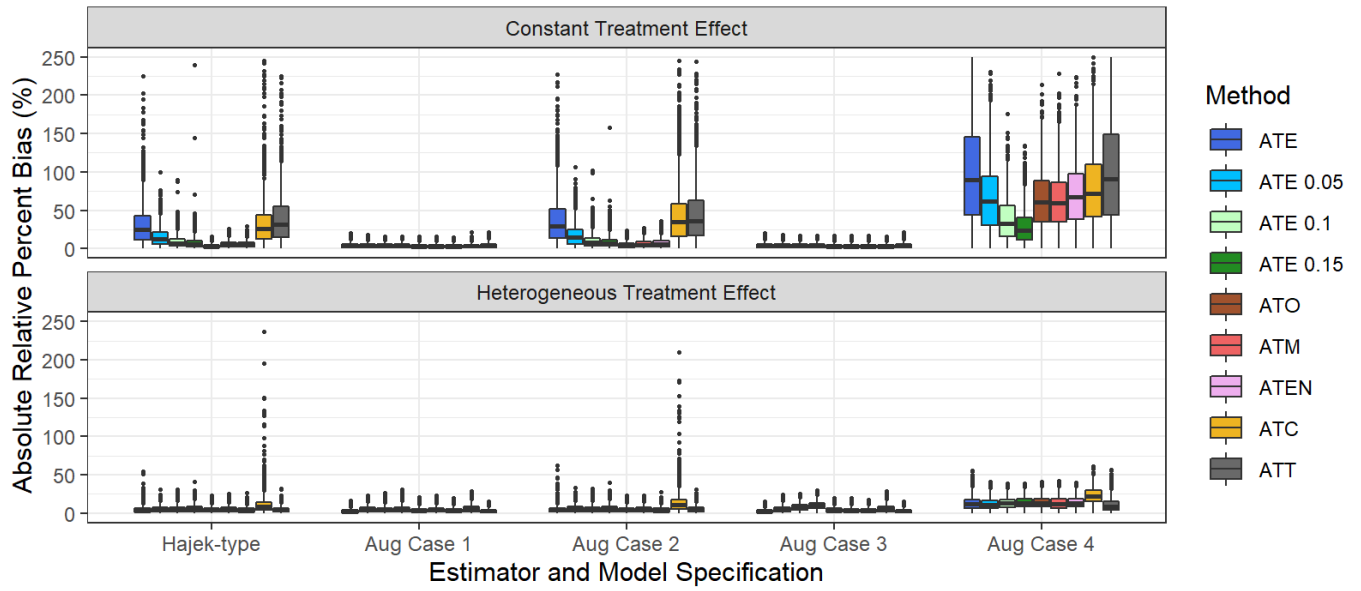 Constant Treatment Effect
250
200
150
100
50
0
Heterogeneous Treatment Effect
250
200
150
100
50
0
Absolute Relative Percent Bias (%)
Hajek-type
Aug Case 1
Aug Case 2
Aug Case 3
Aug Case 4
Estimator and Model Specification
Method
ATE
ATE 0.05
ATE 0.1
ATE 0.15
ATO
ATM
ATEN
ATC
ATT